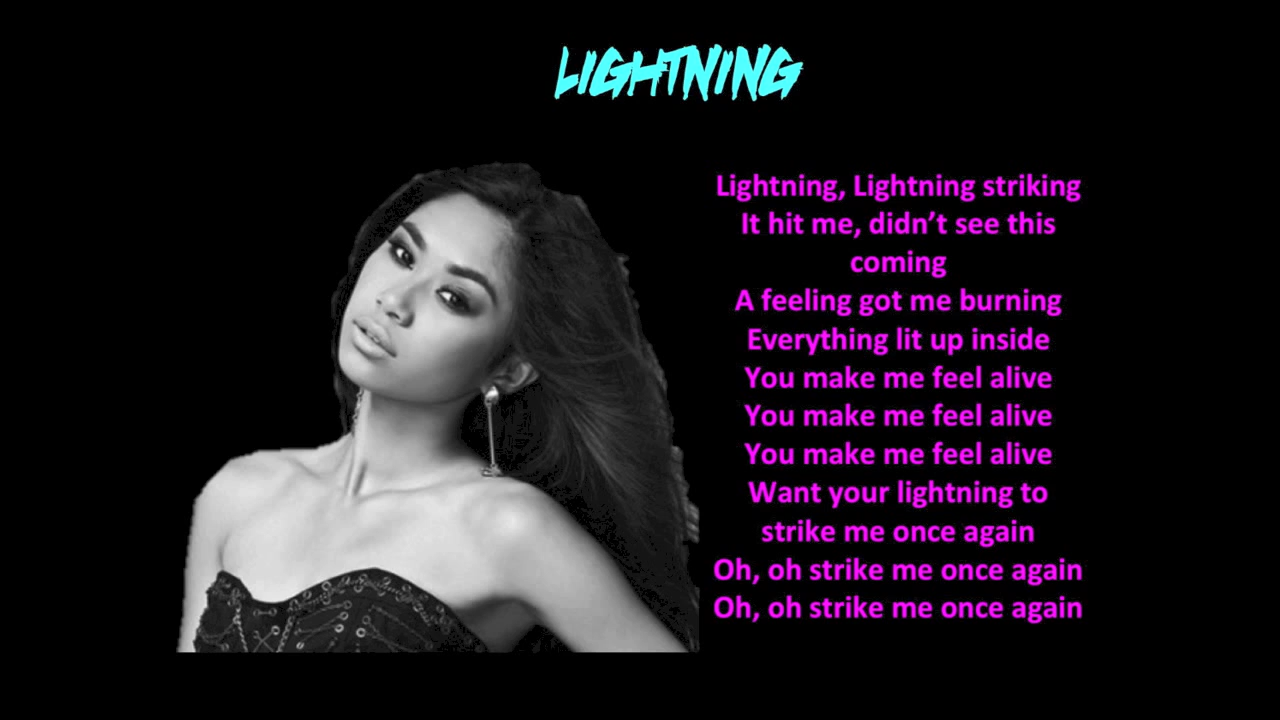 LIGHTNING
Lightning, Lightning striking
It hit me, didn’t see this
coming
A feeling got me burning
Everything lit up inside
You make me feel alive
You make me feel alive
You make me feel alive
Want your lightning to
strike me once again
Oh, oh strike me once again
Oh, oh strike me once again